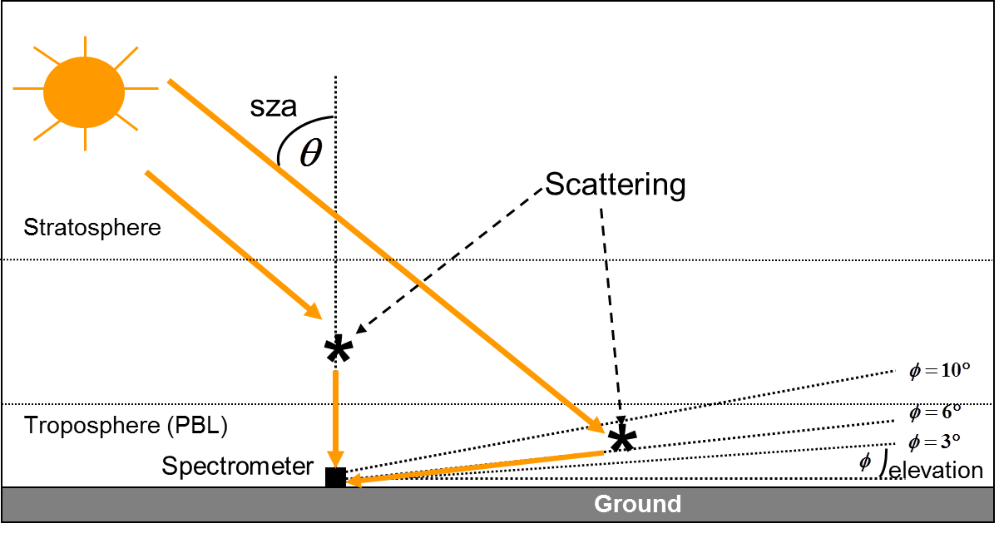 sza
θ
Scattering
Stratosphere
ϕ = 10°
Troposphere (PBL)
ϕ = 6°
ϕ = 3°
Spectrometer
ϕ
elevation
Ground